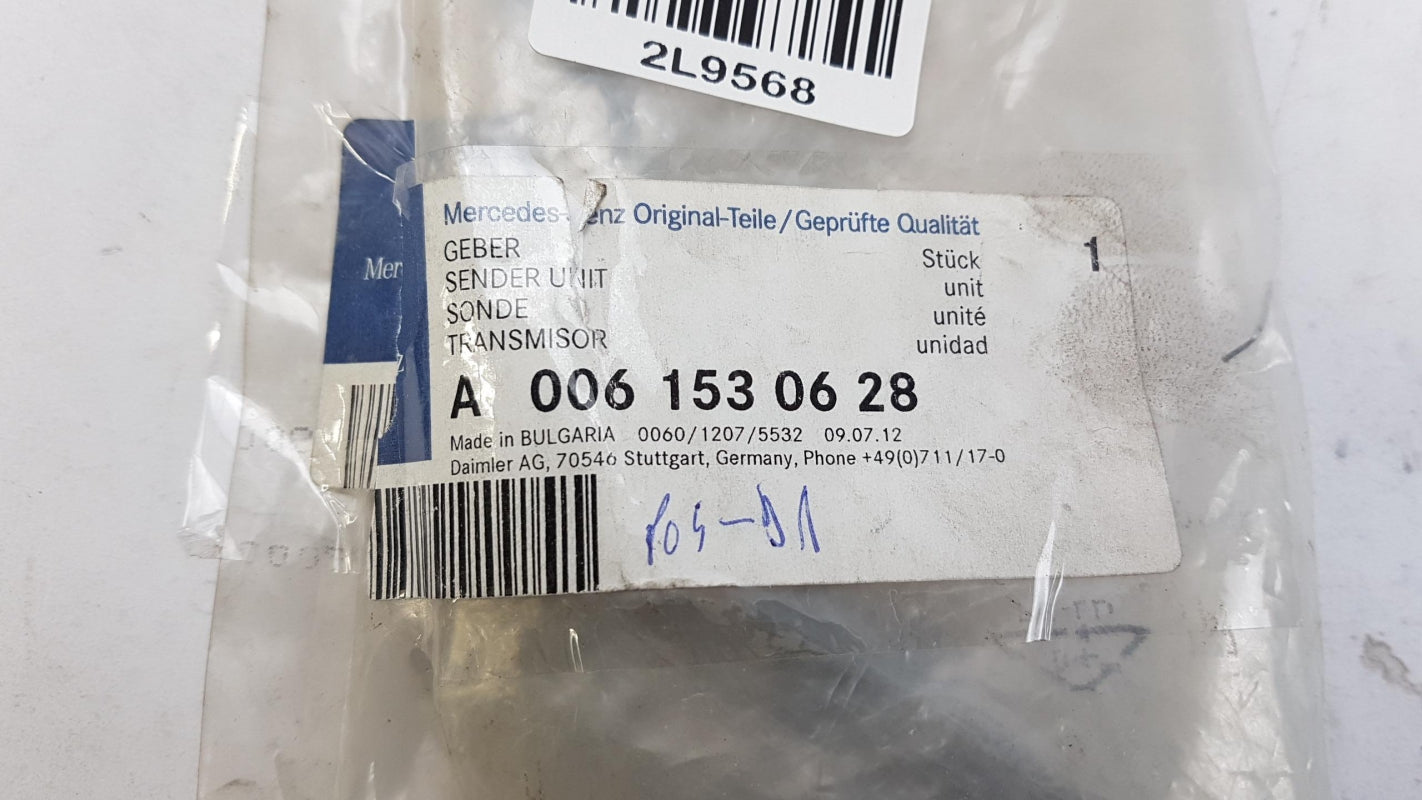 2L9568
Mer
Mercedes-Benz Original-Teile/Geprüfte Qualität
GEBER Stück 1
SENDER UNIT unit
SONDE unité
TRANSMISOR unidad
A 006 153 06 28
Made in BULGARIA 0060/1207/5532 09.07.12
Daimler AG, 70546 Stuttgart, Germany, Phone +49(0)711/17-0